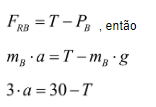 F_RB = T − P_B , então
m_B · a = T − m_B · g
3 · a = 30 − T